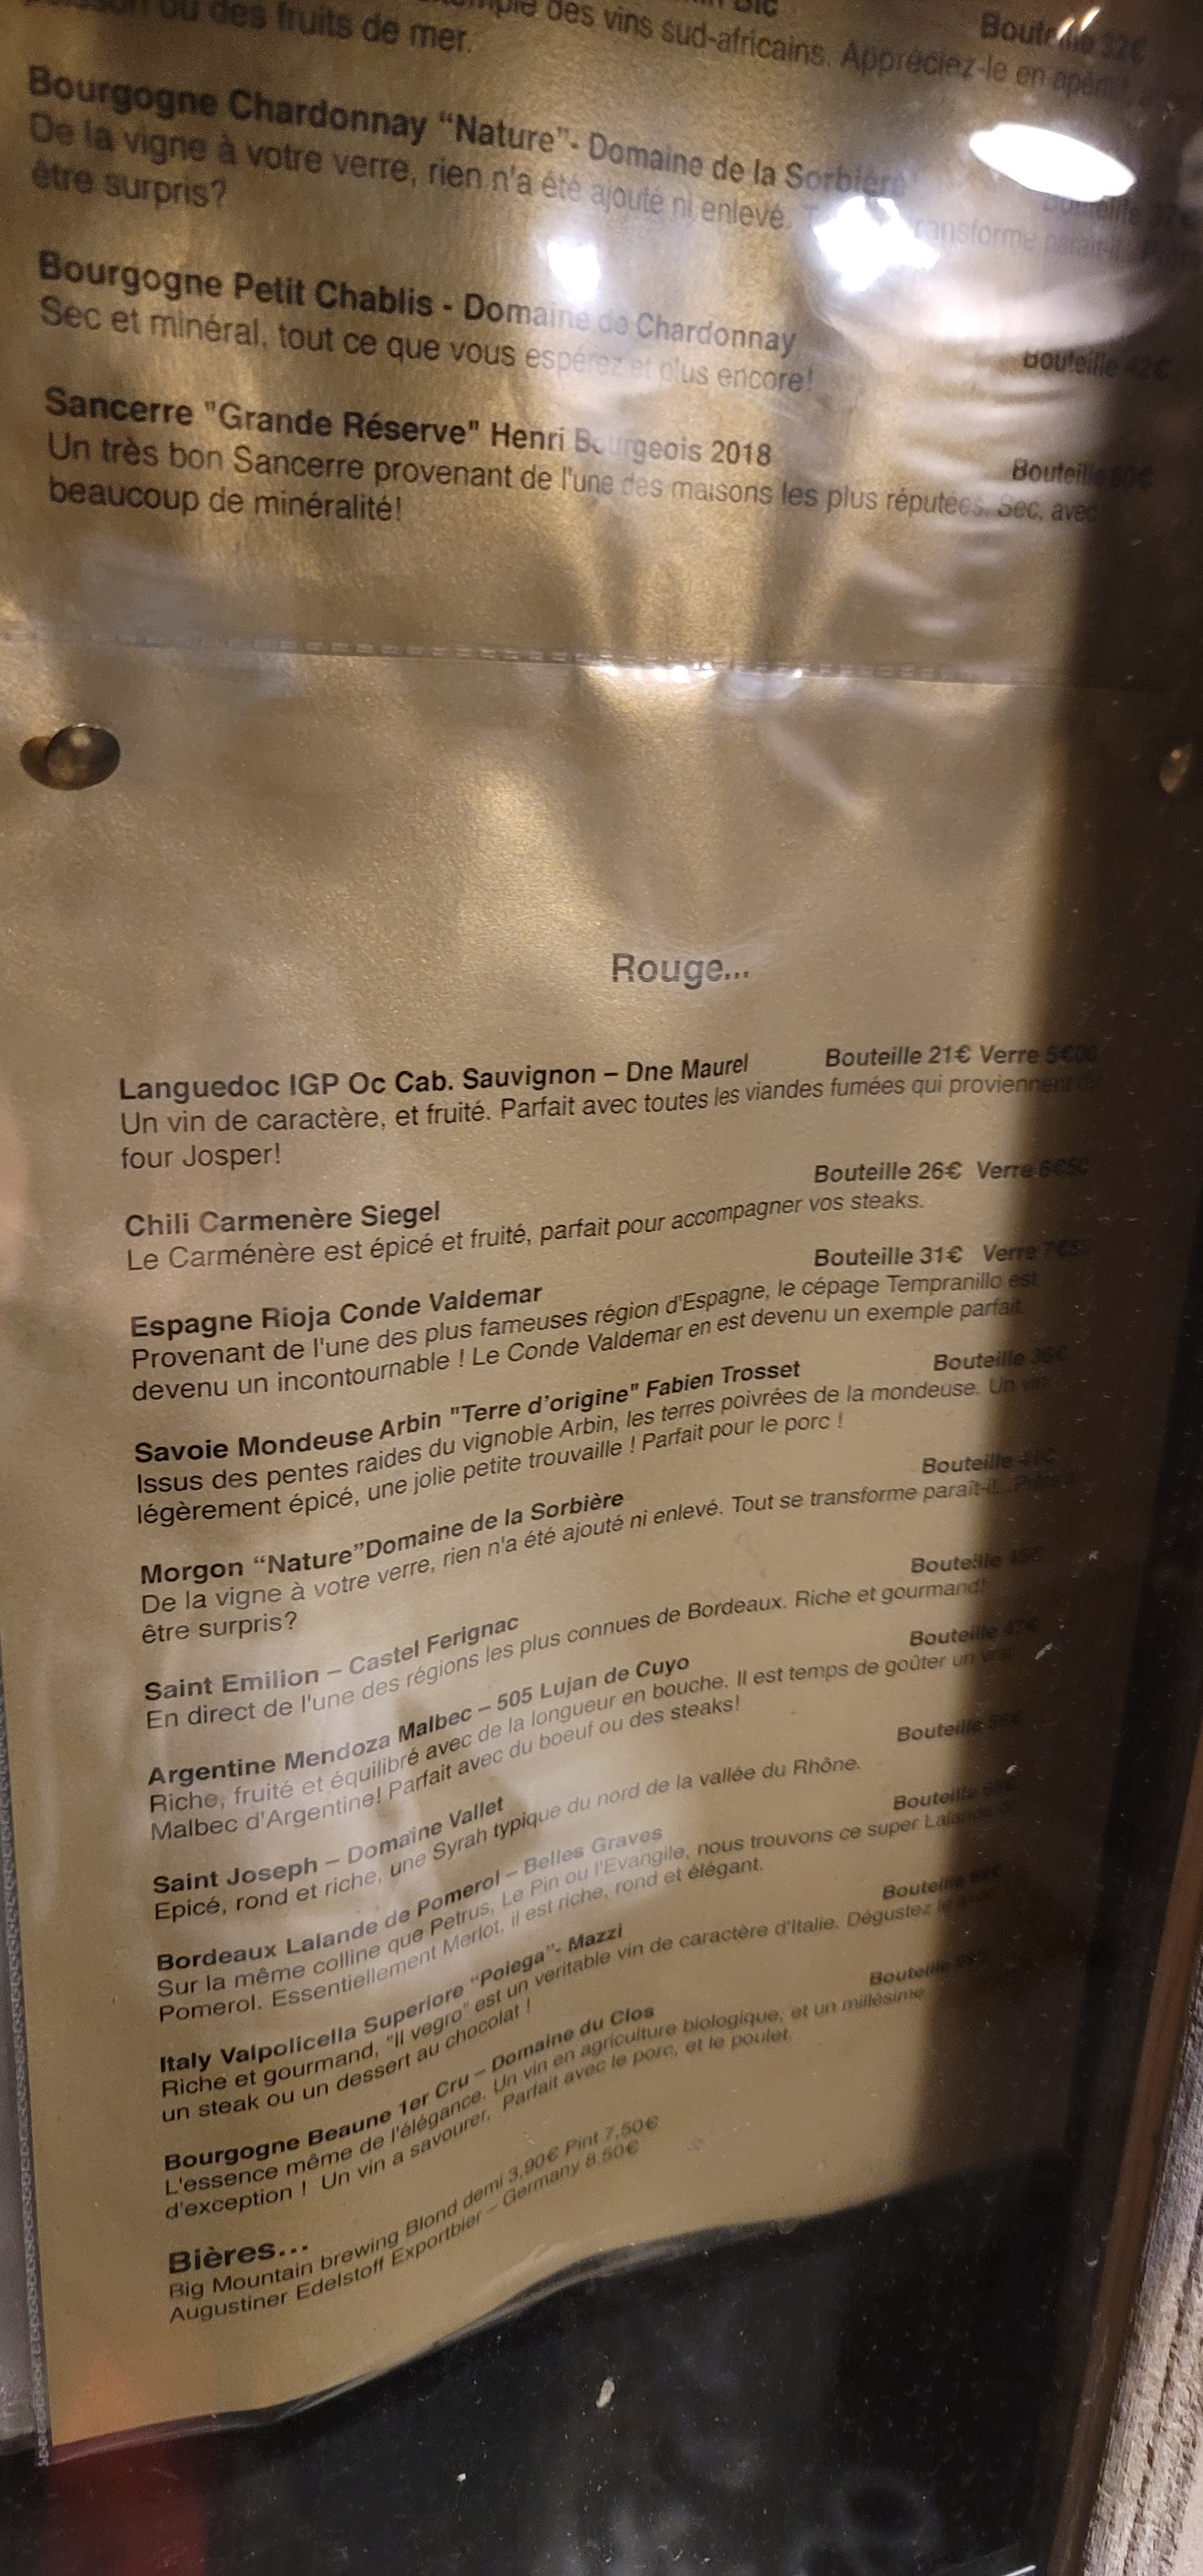 des vins sud-africains. Appréciez-le en apéritif,
ou des fruits de mer.
Bouteille 32€
Bourgogne Chardonnay “Nature”- Domaine de la Sorbière
De la vigne à votre verre, rien n'a été ajouté ni enlevé. transforme parait-il
être surpris?
Bouteille 37€
Bourgogne Petit Chablis - Domaine de Chardonnay
Bouteille 42€
Sec et minéral, tout ce que vous espérez et plus encore!
Sancerre "Grande Réserve" Henri Bourgeois 2018
Bouteille
Un très bon Sancerre provenant de l'une des maisons les plus réputées. Sec, avec
beaucoup de minéralité!
Rouge...
Languedoc IGP Oc Cab. Sauvignon – Dne Maurel Bouteille 21€ Verre 5€00
Un vin de caractère, et fruité. Parfait avec toutes les viandes fumées qui proviennent
four Josper!
Chili Carmenère Siegel Bouteille 26€ Verre 6€50
Le Carménère est épicé et fruité, parfait pour accompagner vos steaks.
Espagne Rioja Conde Valdemar Bouteille 31€ Verre
Provenant de l'une des plus fameuses région d'Espagne, le cépage Tempranillo est
devenu un incontournable ! Le Conde Valdemar en est devenu un exemple parfait
Savoie Mondeuse Arbin "Terre d’origine" Fabien Trosset Bouteille
Issus des pentes raides du vignoble Arbin, les terres poivrées de la mondeuse. Un vin
légèrement épicé, une jolie petite trouvaille ! Parfait pour le porc !
Morgon “Nature”Domaine de la Sorbière Bouteille
De la vigne à votre verre, rien n'a été ajouté ni enlevé. Tout se transforme parait-il...
être surpris?
Saint Emilion – Castel Ferignac Bouteille
En direct de l'une des régions les plus connues de Bordeaux. Riche et gourmand!
Argentine Mendoza Malbec – 505 Lujan de Cuyo Bouteille
Riche, fruité et équilibré avec de la longueur en bouche. Il est temps de goûter un vrai
Malbec d'Argentine! Parfait avec du boeuf ou des steaks!
Saint Joseph – Domaine Vallet Bouteille
Epicé, rond et riche, une Syrah typique du nord de la vallée du Rhône.
Bordeaux Lalande de Pomerol – Belles Graves Bouteille
Sur la même colline que Petrus, Le Pin ou l'Evangile, nous trouvons ce super Lalande
Pomerol. Essentiellement Merlot, il est riche, rond et élégant.
Italy Valpolicella Superiore “Poiega”- Mazzi Bouteille
Riche et gourmand, “Il vegro” est un veritable vin de caractère d'Italie. Dégustez le
un steak ou un dessert au chocolat !
Bourgogne Beaune 1er Cru – Domaine du Clos Bouteille
L'essence même de l'élégance. Un vin en agriculture biologique, et un millésime
d'exception ! Un vin a savourer, Parfait avec le porc, et le poulet.
Bières...
Big Mountain brewing Blond demi 3,90€ Pint 7,50€
Augustiner Edelstoff Exportbier – Germany 8,50€